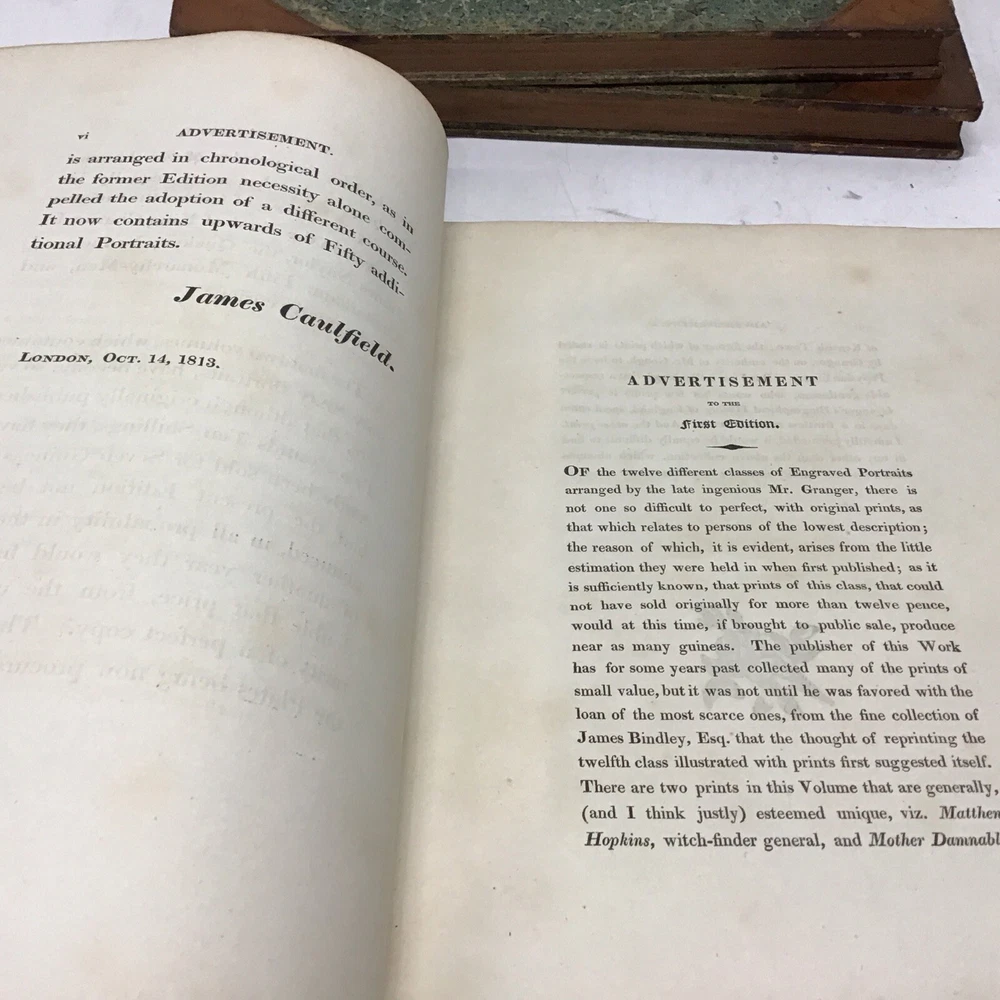 vi ADVERTISEMENT.
is arranged in chronological order, as in
the former Edition necessity alone com-
pelled the adoption of a different course.
It now contains upwards of Fifty addi-
tional Portraits.
James Caulfield.
LONDON, OCT. 14, 1813.
ADVERTISEMENT
TO THE
First Edition.
OF the twelve different classes of Engraved Portraits
arranged by the late ingenious Mr. Granger, there is
not one so difficult to perfect, with original prints, as
that which relates to persons of the lowest description;
the reason of which, it is evident, arises from the little
estimation they were held in when first published; as it
is sufficiently known, that prints of this class, that could
not have sold originally for more than twelve pence,
would at this time, if brought to public sale, produce
near as many guineas. The publisher of this Work
has for some years past collected many of the prints of
small value, but it was not until he was favored with the
loan of the most scarce ones, from the fine collection of
James Bindley, Esq. that the thought of reprinting the
twelfth class illustrated with prints first suggested itself.
There are two prints in this Volume that are generally,
(and I think justly) esteemed unique, viz. Matthew
Hopkins, witch-finder general, and Mother Damnabl